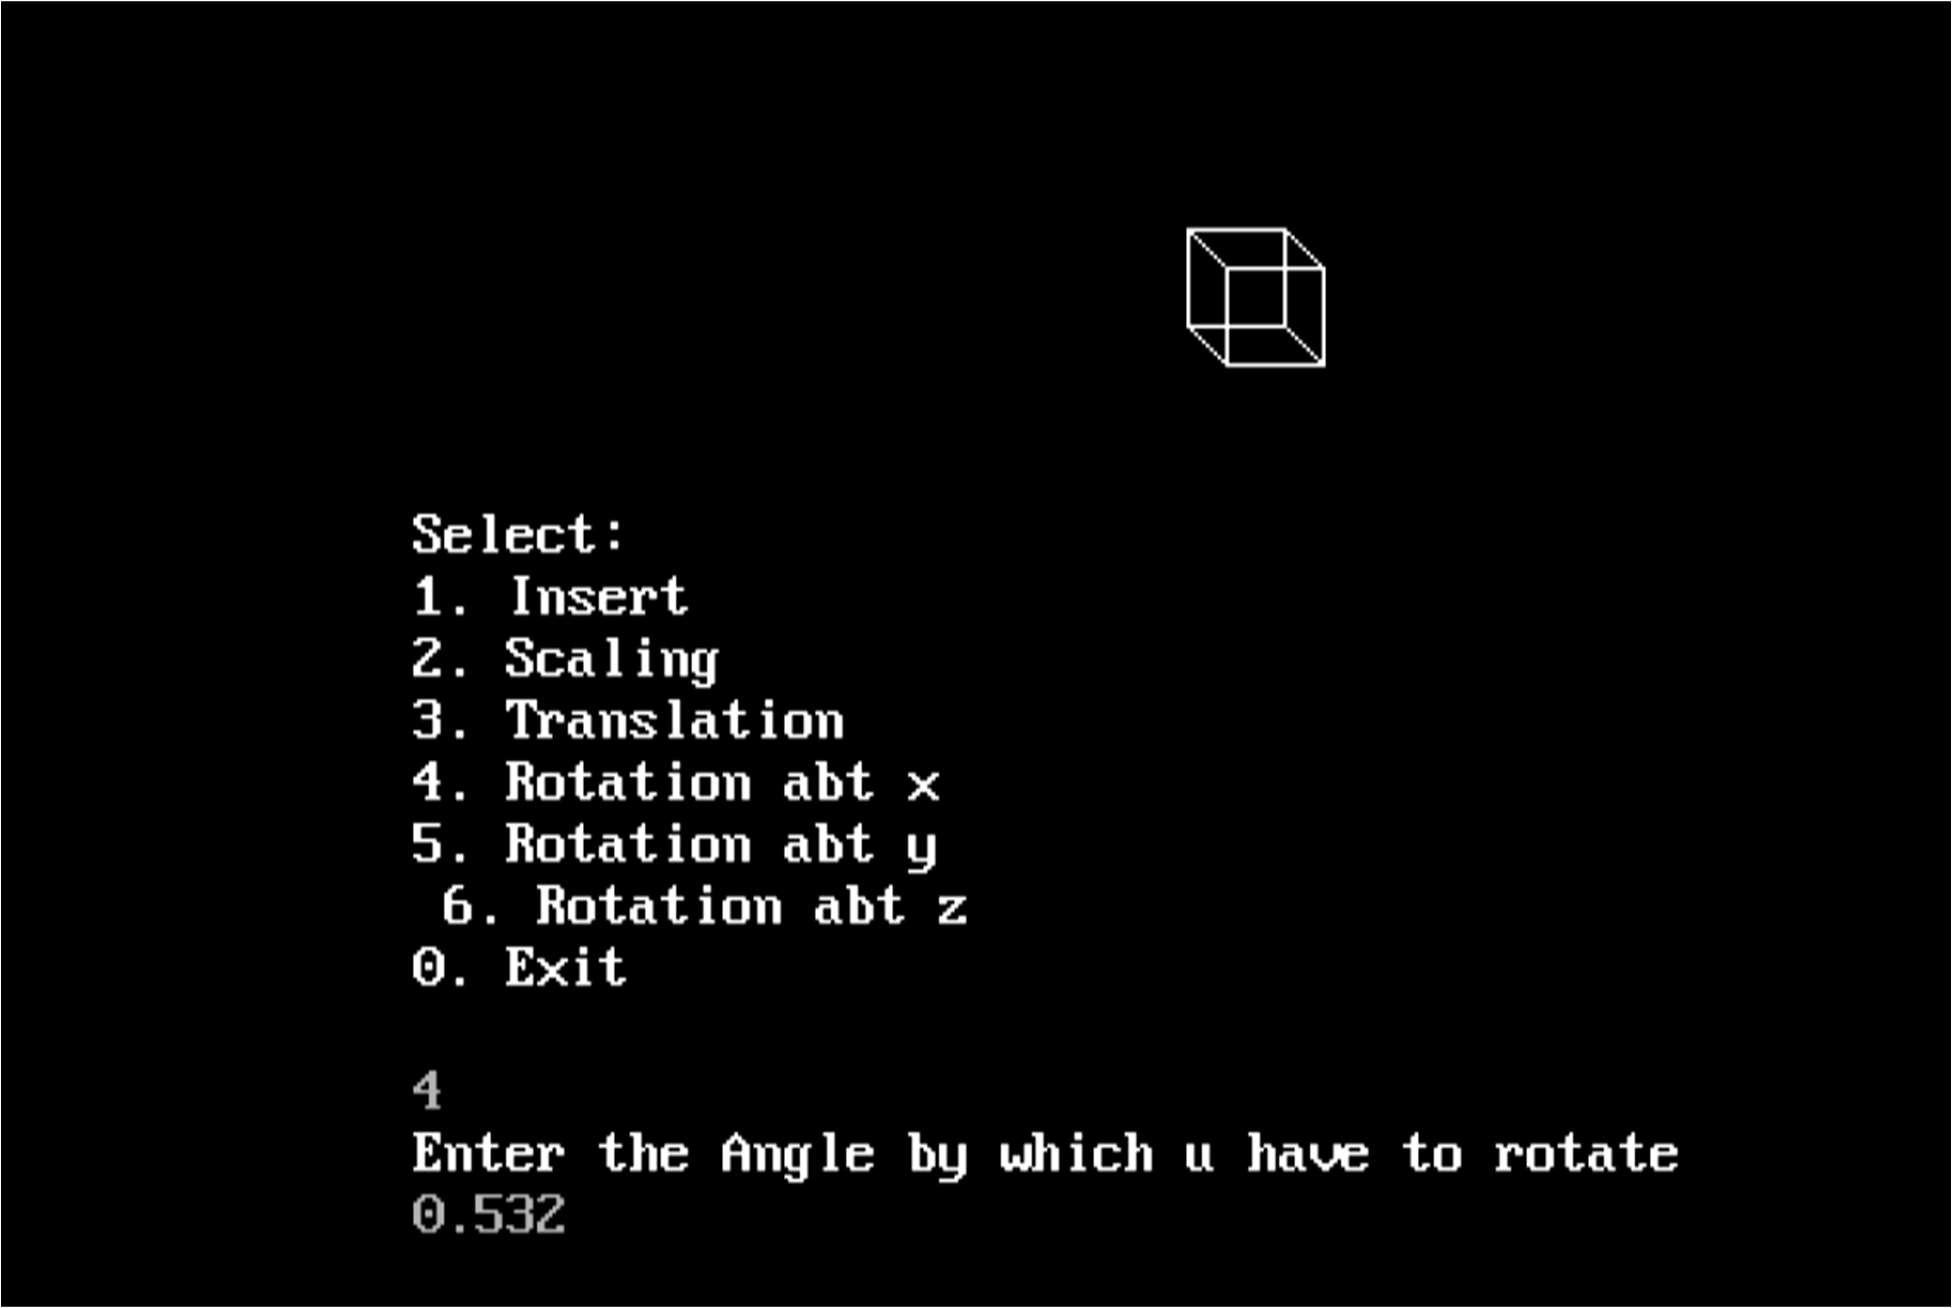 Select:
1. Insert
2. Scaling
3. Translation
4. Rotation abt x
5. Rotation abt y
6. Rotation abt z
0. Exit
4
Enter the Angle by which u have to rotate
0.532